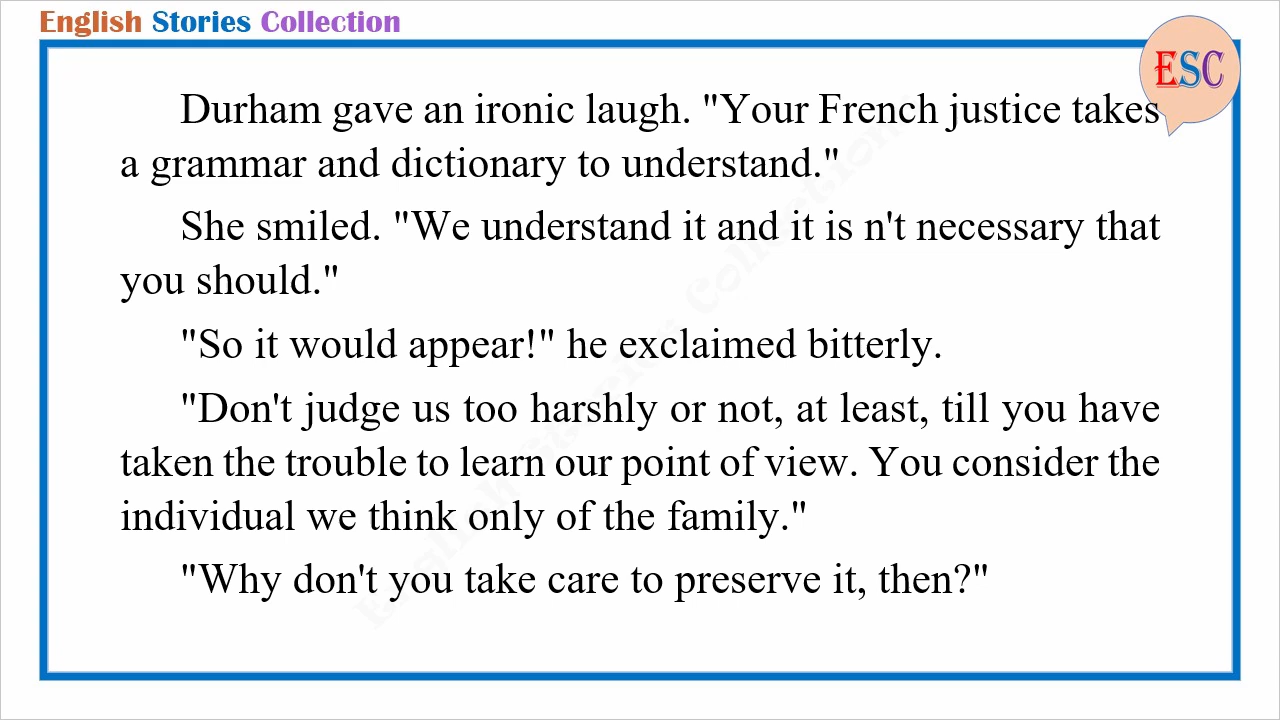 English Stories Collection
ESC
Durham gave an ironic laugh. "Your French justice takes
a grammar and dictionary to understand."
She smiled. "We understand it and it is n't necessary that
you should."
"So it would appear!" he exclaimed bitterly.
"Don't judge us too harshly or not, at least, till you have
taken the trouble to learn our point of view. You consider the
individual we think only of the family."
"Why don't you take care to preserve it, then?"
English Stories Collection